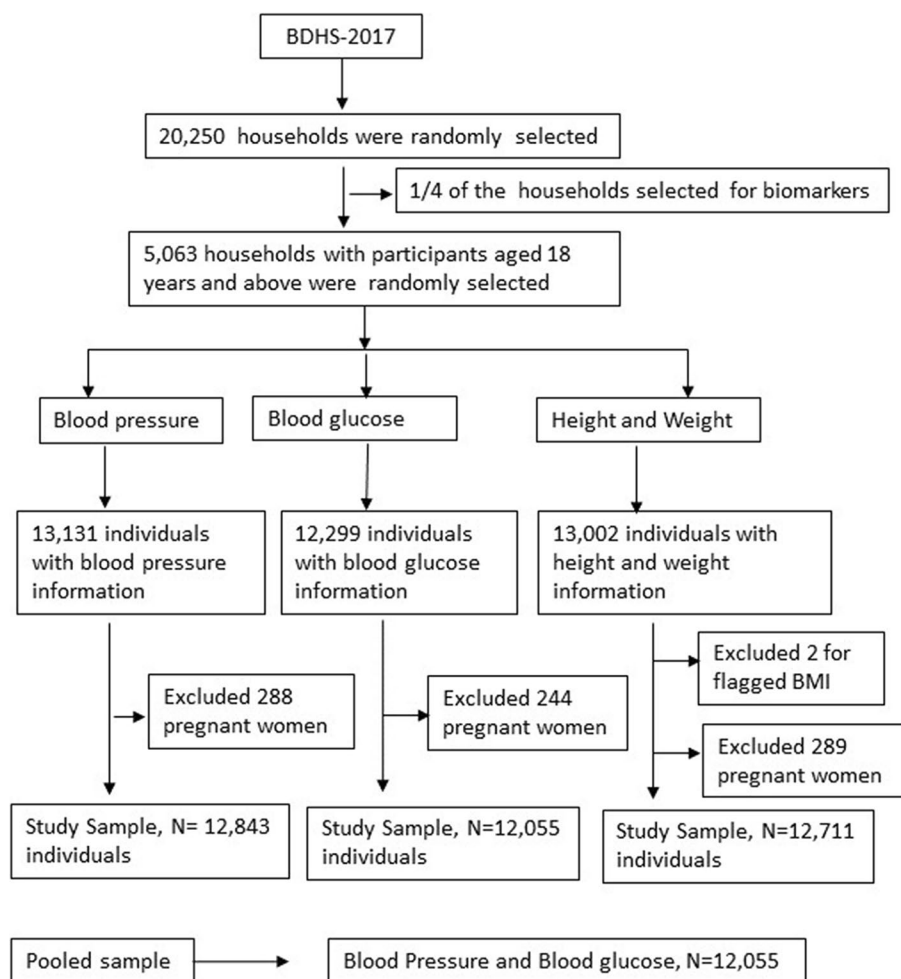 BDHS-2017
20,250 households were randomly selected
1/4 of the households selected for biomarkers
5,063 households with participants aged 18
years and above were randomly selected
Blood pressure
Blood glucose
Height and Weight
13,131 individuals
with blood pressure
information
12,299 individuals
with blood glucose
information
13,002 individuals with
height and weight
information
Excluded 2 for
flagged BMI
Excluded 288
pregnant women
Excluded 244
pregnant women
Excluded 289
pregnant women
Study Sample, N= 12,843
individuals
Study Sample, N=12,055
individuals
Study Sample, N=12,711
individuals
Pooled sample
Blood Pressure and Blood glucose, N=12,055